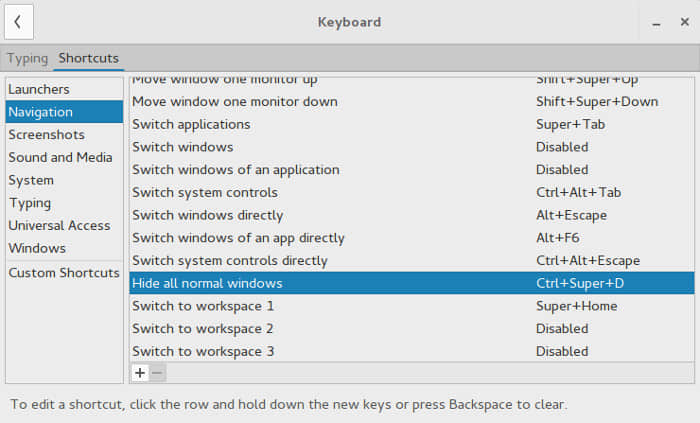 Keyboard
Typing Shortcuts
Launchers
Navigation
Screenshots
Sound and Media
System
Typing
Universal Access
Windows
Custom Shortcuts
Move window one monitor up Shift+Super+Up
Move window one monitor down Shift+Super+Down
Switch applications Super+Tab
Switch windows Disabled
Switch windows of an application Disabled
Switch system controls Ctrl+Alt+Tab
Switch windows directly Alt+Escape
Switch windows of an app directly Alt+F6
Switch system controls directly Ctrl+Alt+Escape
Hide all normal windows Ctrl+Super+D
Switch to workspace 1 Super+Home
Switch to workspace 2 Disabled
Switch to workspace 3 Disabled
To edit a shortcut, click the row and hold down the new keys or press Backspace to clear.